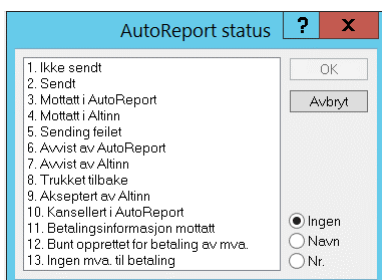 AutoReport status
?
x
1. Ikke sendt
2. Sendt
3. Mottatt i AutoReport
4. Mottatt i Altinn
5. Sending feilet
6. Avvist av AutoReport
7. Avvist av Altinn
8. Trukket tilbake
9. Akseptert av Altinn
10. Kansellert i AutoReport
11. Betalingsinformasjon mottatt
12. Bunt opprettet for betaling av mva.
13. Ingen mva. til betaling
OK
Avbryt
Ingen
Navn
Nr.